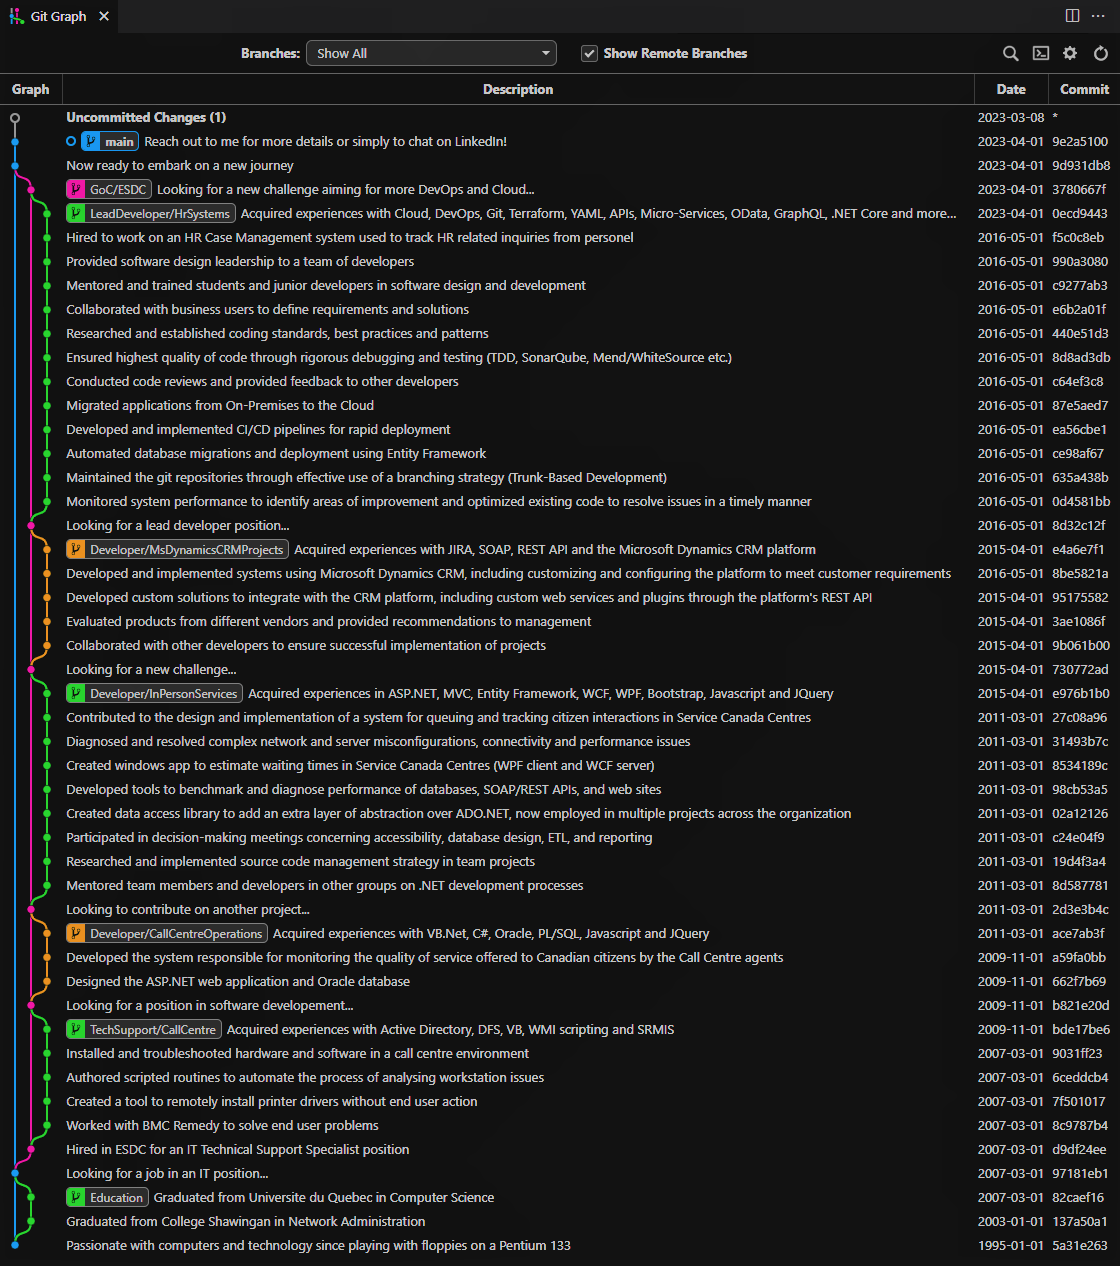 Git Graph
Branches: Show All Show Remote Branches
Graph Description Date Commit
Uncommitted Changes (1) 2023-03-08 *
main Reach out to me for more details or simply to chat on LinkedIn! 2023-04-01 9e2a5100
Now ready to embark on a new journey 2023-04-01 9d931db8
GoC/ESDC Looking for a new challenge aiming for more DevOps and Cloud... 2023-04-01 3780667f
LeadDeveloper/HrSystems Acquired experiences with Cloud, DevOps, Git, Terraform, YAML, APIs, Micro-Services, OData, GraphQL, .NET Core and more... 2023-04-01 0ecd9443
Hired to work on an HR Case Management system used to track HR related inquiries from personel 2016-05-01 f5c0c8eb
Provided software design leadership to a team of developers 2016-05-01 990a3080
Mentored and trained students and junior developers in software design and development 2016-05-01 c9277ab3
Collaborated with business users to define requirements and solutions 2016-05-01 e6b2a01f
Researched and established coding standards, best practices and patterns 2016-05-01 440e51d3
Ensured highest quality of code through rigorous debugging and testing (TDD, SonarQube, Mend/WhiteSource etc.) 2016-05-01 8d8ad3db
Conducted code reviews and provided feedback to other developers 2016-05-01 c64ef3c8
Migrated applications from On-Premises to the Cloud 2016-05-01 87e5aed7
Developed and implemented CI/CD pipelines for rapid deployment 2016-05-01 ea56cbe1
Automated database migrations and deployment using Entity Framework 2016-05-01 ce98af67
Maintained the git repositories through effective use of a branching strategy (Trunk-Based Development) 2016-05-01 635a438b
Monitored system performance to identify areas of improvement and optimized existing code to resolve issues in a timely manner 2016-05-01 0d4581bb
Looking for a lead developer position... 2016-05-01 8d32c12f
Developer/MsDynamicsCRMProjects Acquired experiences with JIRA, SOAP, REST API and the Microsoft Dynamics CRM platform 2015-04-01 e4a6e7f1
Developed and implemented systems using Microsoft Dynamics CRM, including customizing and configuring the platform to meet customer requirements 2016-05-01 8be5821a
Developed custom solutions to integrate with the CRM platform, including custom web services and plugins through the platform's REST API 2015-04-01 95175582
Evaluated products from different vendors and provided recommendations to management 2015-04-01 3ae1086f
Collaborated with other developers to ensure successful implementation of projects 2015-04-01 9b061b00
Looking for a new challenge... 2015-04-01 730772ad
Developer/InPersonServices Acquired experiences in ASP.NET, MVC, Entity Framework, WCF, WPF, Bootstrap, Javascript and JQuery 2015-04-01 e976b1b0
Contributed to the design and implementation of a system for queuing and tracking citizen interactions in Service Canada Centres 2011-03-01 27c08a96
Diagnosed and resolved complex network and server misconfigurations, connectivity and performance issues 2011-03-01 31493b7c
Created windows app to estimate waiting times in Service Canada Centres (WPF client and WCF server) 2011-03-01 8534189c
Developed tools to benchmark and diagnose performance of databases, SOAP/REST APIs, and web sites 2011-03-01 98cb53a5
Created data access library to add an extra layer of abstraction over ADO.NET, now employed in multiple projects across the organization 2011-03-01 02a12126
Participated in decision-making meetings concerning accessibility, database design, ETL, and reporting 2011-03-01 c24e04f9
Researched and implemented source code management strategy in team projects 2011-03-01 19d4f3a4
Mentored team members and developers in other groups on .NET development processes 2011-03-01 8d587781
Looking to contribute on another project... 2011-03-01 2d3e3b4c
Developer/CallCentreOperations Acquired experiences with VB.Net, C#, Oracle, PL/SQL, Javascript and JQuery 2011-03-01 ace7ab3f
Developed the system responsible for monitoring the quality of service offered to Canadian citizens by the Call Centre agents 2009-11-01 a59fa0bb
Designed the ASP.NET web application and Oracle database 2009-11-01 662f7b69
Looking for a position in software developement... 2009-11-01 b821e20d
TechSupport/CallCentre Acquired experiences with Active Directory, DFS, VB, WMI scripting and SRMIS 2009-11-01 bde17be6
Installed and troubleshooted hardware and software in a call centre environment 2007-03-01 9031ff23
Authored scripted routines to automate the process of analysing workstation issues 2007-03-01 6ceddcb4
Created a tool to remotely install printer drivers without end user action 2007-03-01 7f501017
Worked with BMC Remedy to solve end user problems 2007-03-01 8c9787b4
Hired in ESDC for an IT Technical Support Specialist position 2007-03-01 d9df24ee
Looking for a job in an IT position... 2007-03-01 97181eb1
Education Graduated from Universite du Quebec in Computer Science 2007-03-01 82caef16
Graduated from College Shawingan in Network Administration 2003-01-01 137a50a1
Passionate with computers and technology since playing with floppies on a Pentium 133 1995-01-01 5a31e263